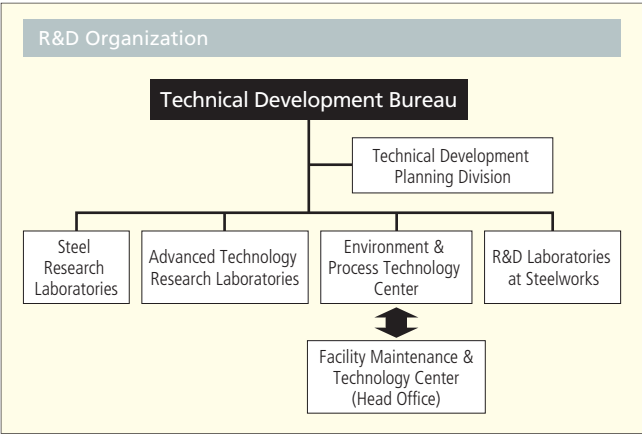 R&D Organization
Technical Development Bureau
Technical Development
Planning Division
Steel
Research
Laboratories
Advanced Technology
Research Laboratories
Environment &
Process Technology
Center
R&D Laboratories
at Steelworks
Facility Maintenance &
Technology Center
(Head Office)